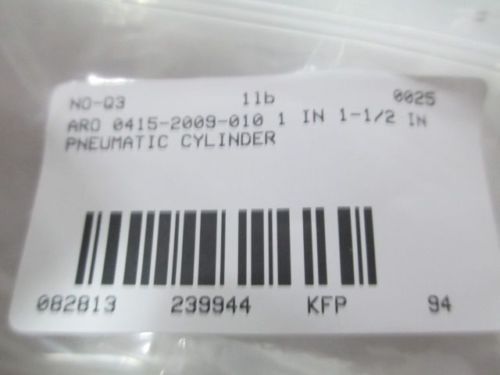 NO-Q3 1lb 0025
ARO 0415-2009-010 1 IN 1-1/2 IN
PNEUMATIC CYLINDER
082813 239944 KFP 94